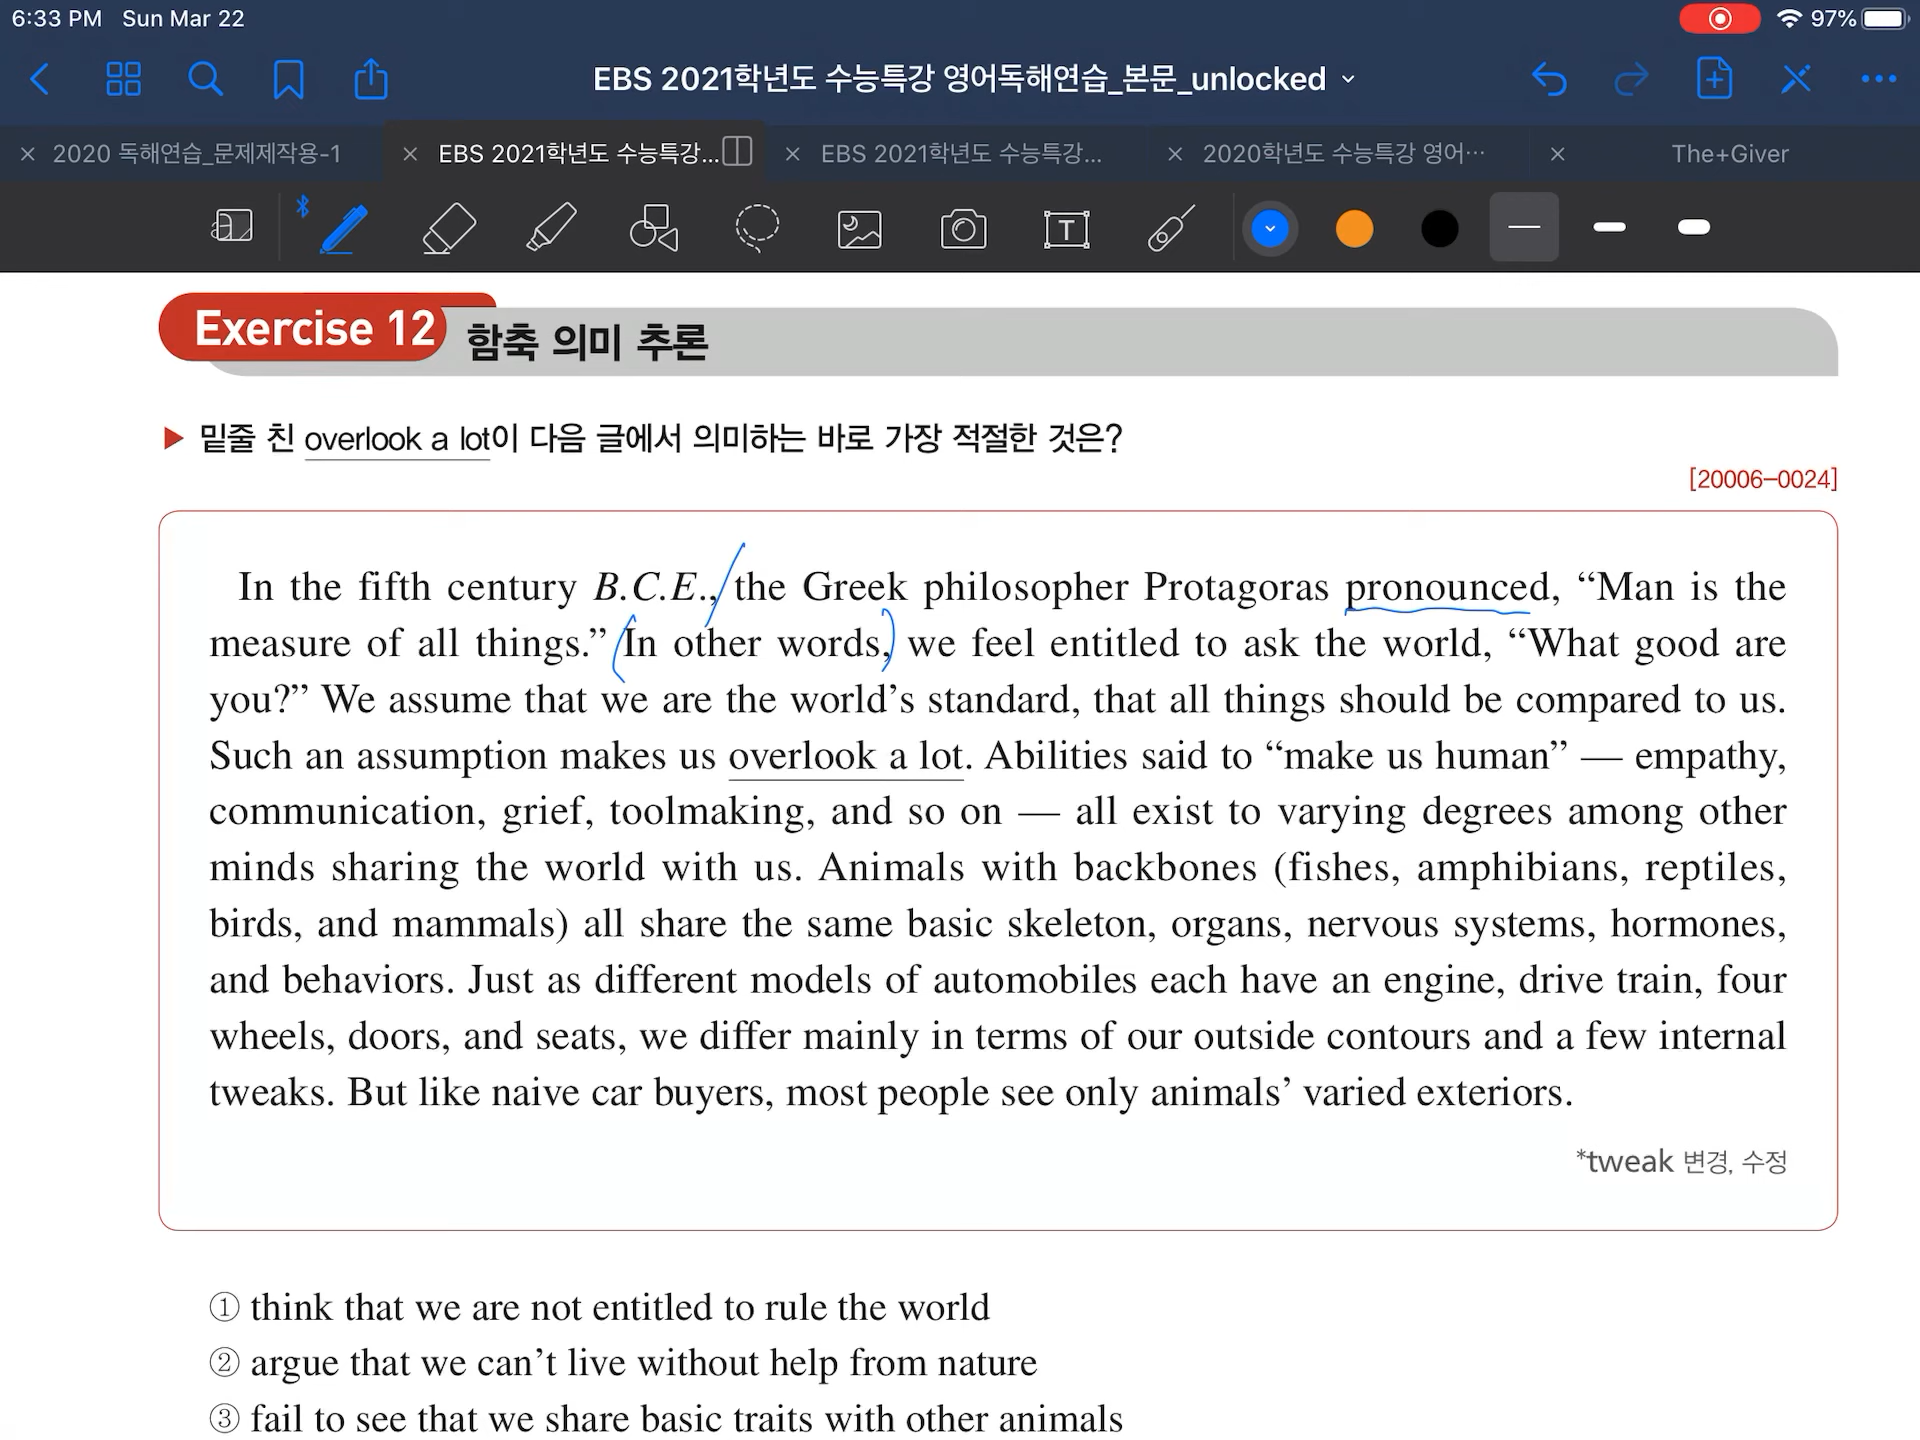 6:33 PM Sun Mar 22
97%
EBS 2021학년도 수능특강 영어독해연습_본문_unlocked
2020 독해연습_문제제작용-1
EBS 2021학년도 수능특강...
EBS 2021학년도 수능특강...
2020학년도 수능특강 영어…
The+Giver
T
Exercise 12 함축 의미 추론
▶ 밑줄 친 overlook a lot이 다음 글에서 의미하는 바로 가장 적절한 것은?
[20006–0024]
In the fifth century B.C.E., the Greek philosopher Protagoras pronounced, “Man is the
measure of all things.” In other words, we feel entitled to ask the world, “What good are
you?” We assume that we are the world’s standard, that all things should be compared to us.
Such an assumption makes us overlook a lot. Abilities said to “make us human” — empathy,
communication, grief, toolmaking, and so on — all exist to varying degrees among other
minds sharing the world with us. Animals with backbones (fishes, amphibians, reptiles,
birds, and mammals) all share the same basic skeleton, organs, nervous systems, hormones,
and behaviors. Just as different models of automobiles each have an engine, drive train, four
wheels, doors, and seats, we differ mainly in terms of our outside contours and a few internal
tweaks. But like naive car buyers, most people see only animals’ varied exteriors.
*tweak 변경, 수정
① think that we are not entitled to rule the world
② argue that we can’t live without help from nature
③ fail to see that we share basic traits with other animals